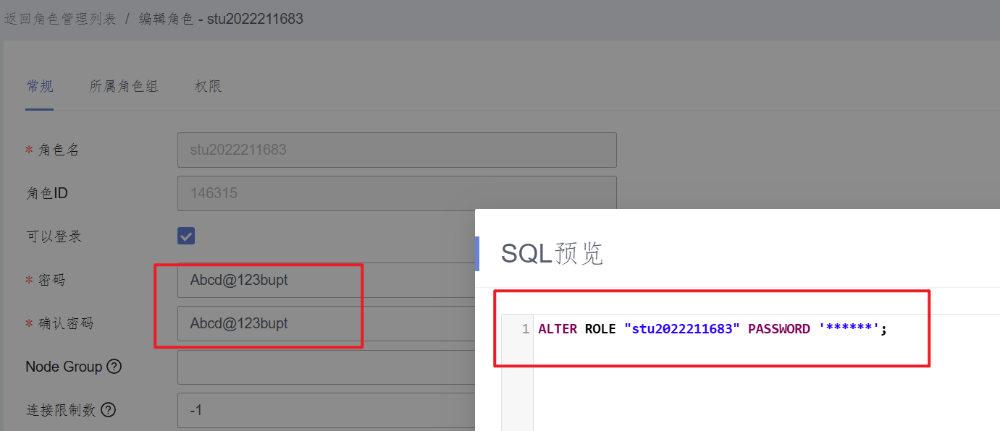 返回角色管理列表 / 编辑角色 - stu2022211683
常规 所属角色组 权限
* 角色名 stu2022211683
角色ID 146315
可以登录
* 密码 Abcd@123bupt
* 确认密码 Abcd@123bupt
Node Group ?
连接限制数 ? -1
SQL预览
1 ALTER ROLE "stu2022211683" PASSWORD '******';